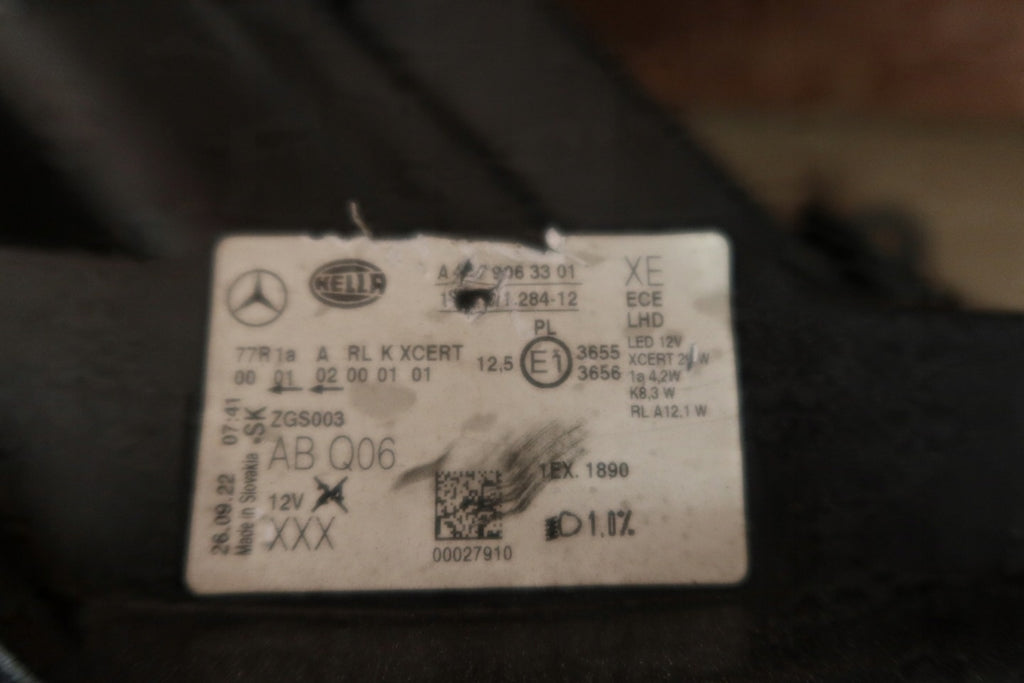 HELLA
906 33 01
.284-12
XE
ECE
LHD
PL
77R 1a A RL K XCERT
00 01 02 00 01 01
12,5 E1 3655
3656
LED 12V
XCERT W
1a 4,2W
K8,3 W
RL A12.1 W
ZGS003
AB Q06
12V
XXX
26.09.22 07:41
Made in Slovakia SK
00027910
1EX. 1890
1.0%